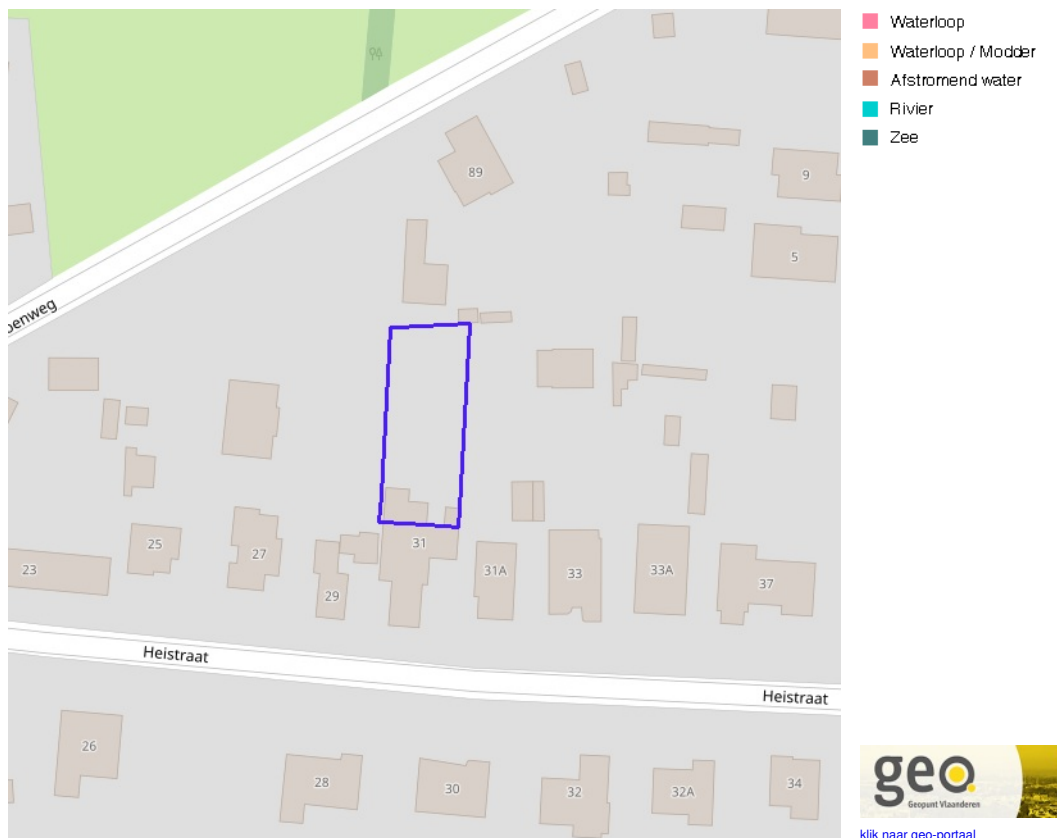 Waterloop
Waterloop / Modder
Afstromend water
Rivier
Zee
89
9
5
oenweg
31
25
27
23
29
31A
33
33A
37
Heistraat
Heistraat
26
28
30
32
32A
34
geo
Geopunt Vlaanderen
klik naar geo-portaal